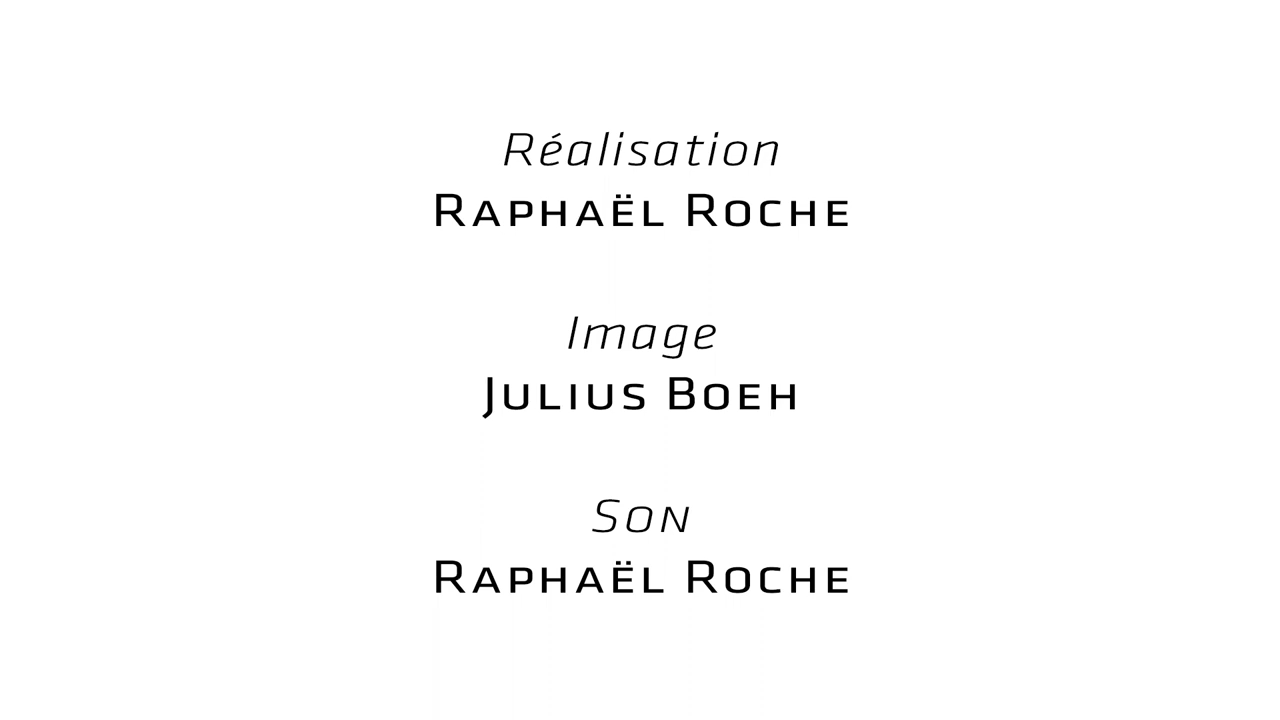 Réalisation
Raphaël Roche
Image
Julius Boeh
Son
Raphaël Roche